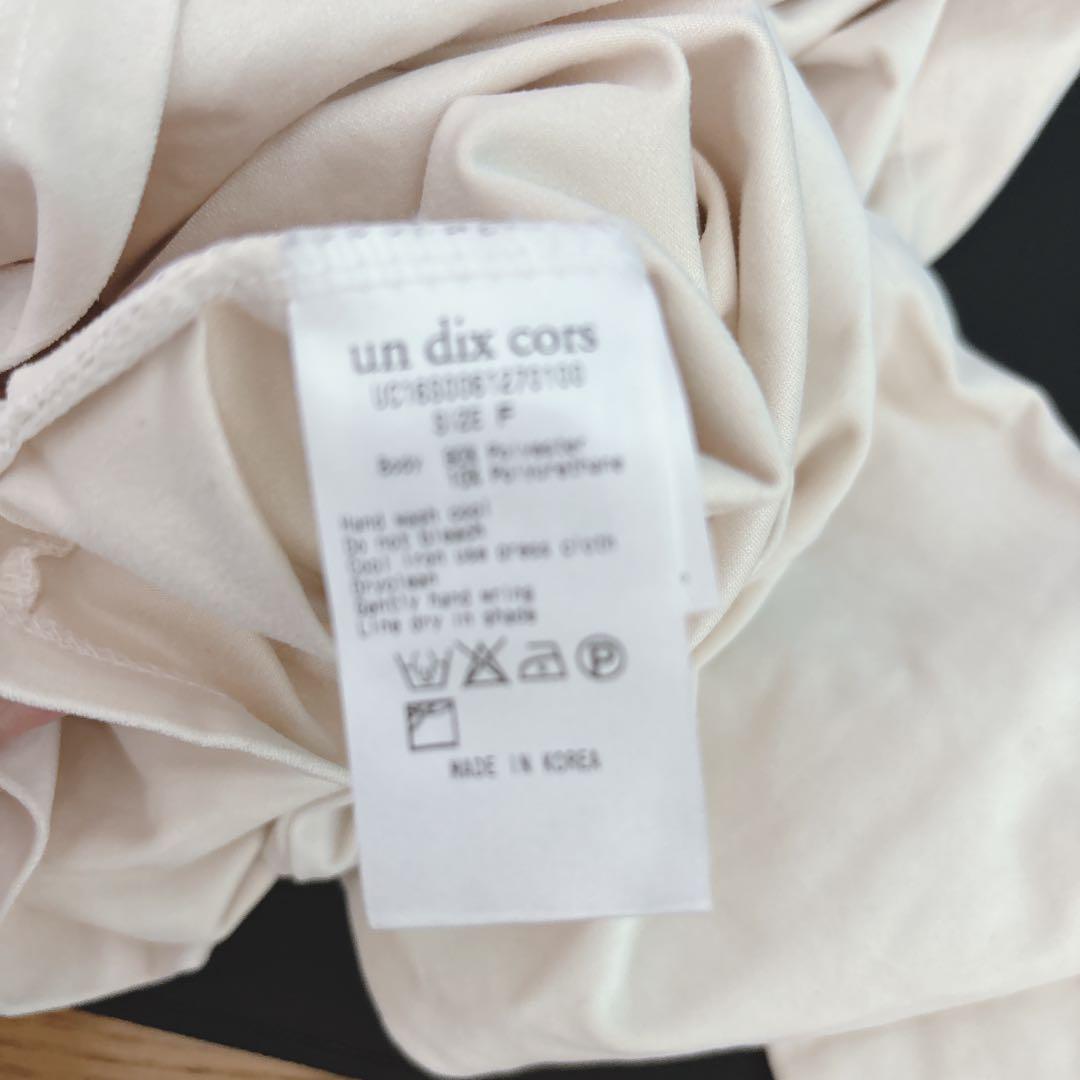 un dix cors
SIZE F
Body 90% Polyester
10% Polyurethane
Hand wash cool
Do not bleach
Cool iron use press cloth
Dryclean
Gently hand wring
Line dry in shade
P
MADE IN KOREA